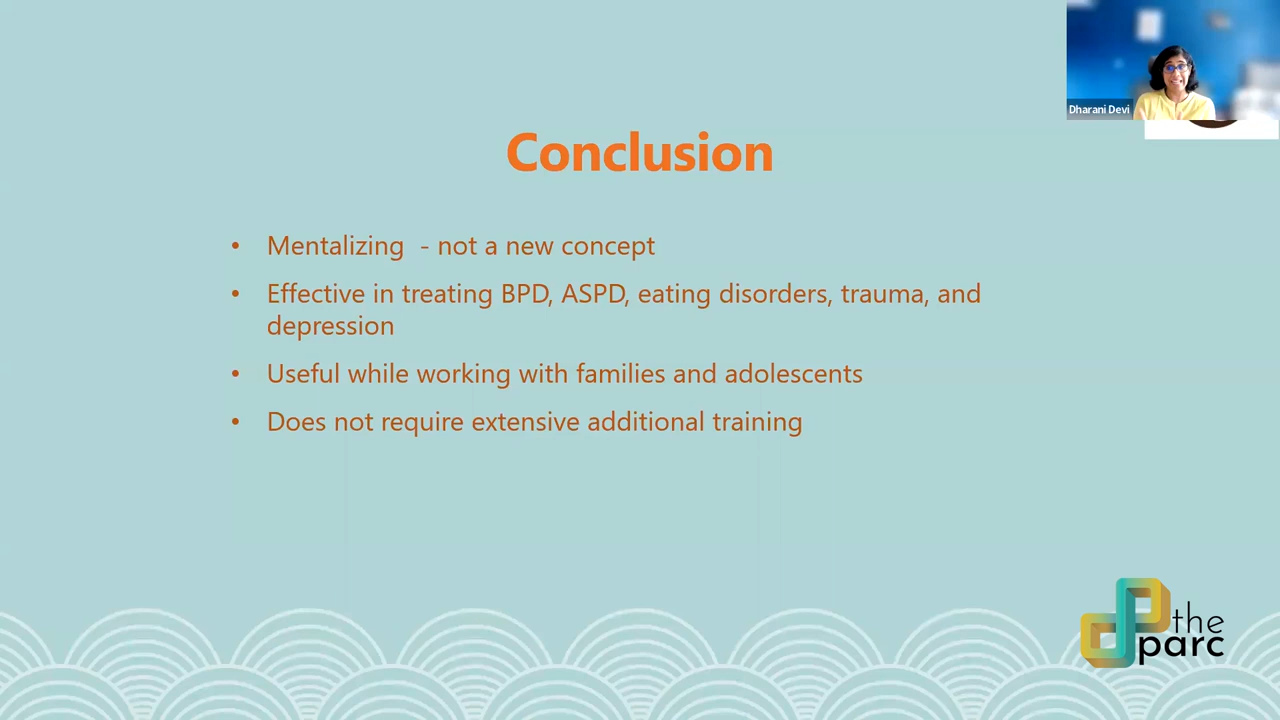 Dharani Devi
Conclusion
• Mentalizing - not a new concept
• Effective in treating BPD, ASPD, eating disorders, trauma, and
depression
• Useful while working with families and adolescents
• Does not require extensive additional training
the
parc